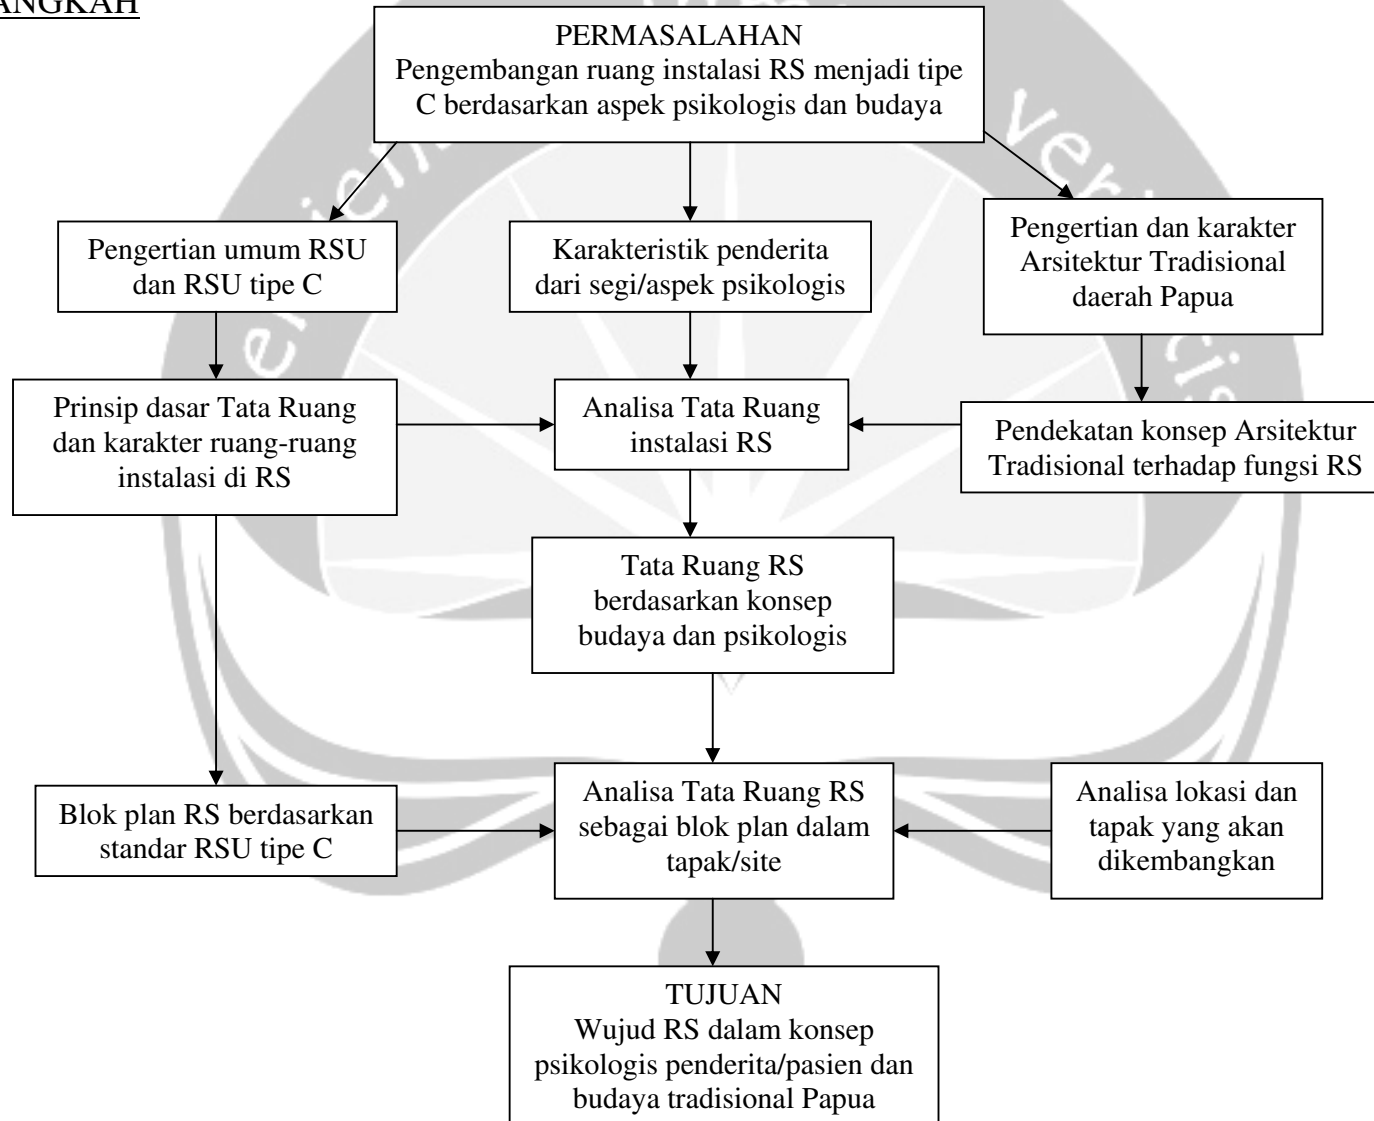 ANGKAH
PERMASALAHAN
Pengembangan ruang instalasi RS menjadi tipe
C berdasarkan aspek psikologis dan budaya
Pengertian umum RSU
dan RSU tipe C
Karakteristik penderita
dari segi/aspek psikologis
Pengertian dan karakter
Arsitektur Tradisional
daerah Papua
Prinsip dasar Tata Ruang
dan karakter ruang-ruang
instalasi di RS
Analisa Tata Ruang
instalasi RS
Pendekatan konsep Arsitektur
Tradisional terhadap fungsi RS
Tata Ruang RS
berdasarkan konsep
budaya dan psikologis
Blok plan RS berdasarkan
standar RSU tipe C
Analisa Tata Ruang RS
sebagai blok plan dalam
tapak/site
Analisa lokasi dan
tapak yang akan
dikembangkan
TUJUAN
Wujud RS dalam konsep
psikologis penderita/pasien dan
budaya tradisional Papua